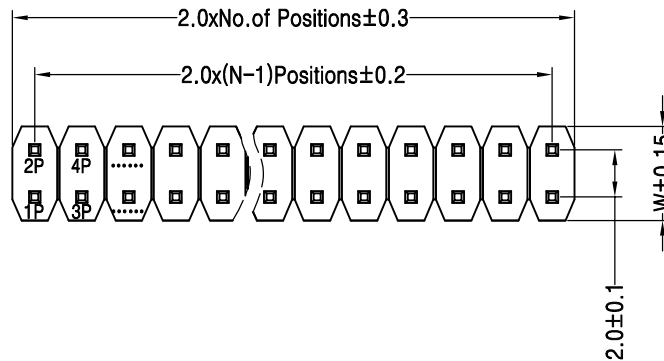 2.0xNo.of Positions±0.3
2.0x(N-1)Positions±0.2
2P 4P ......
1P 3P ......
W±0.15
2.0±0.1